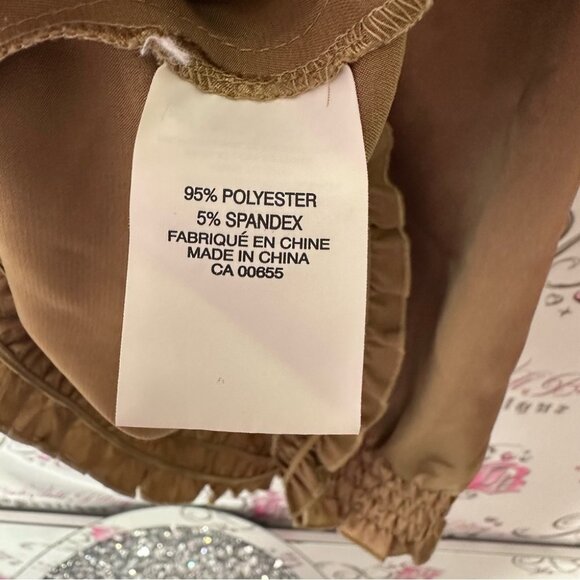 95% POLYESTER
5% SPANDEX
FABRIQUÉ EN CHINE
MADE IN CHINA
CA 00655